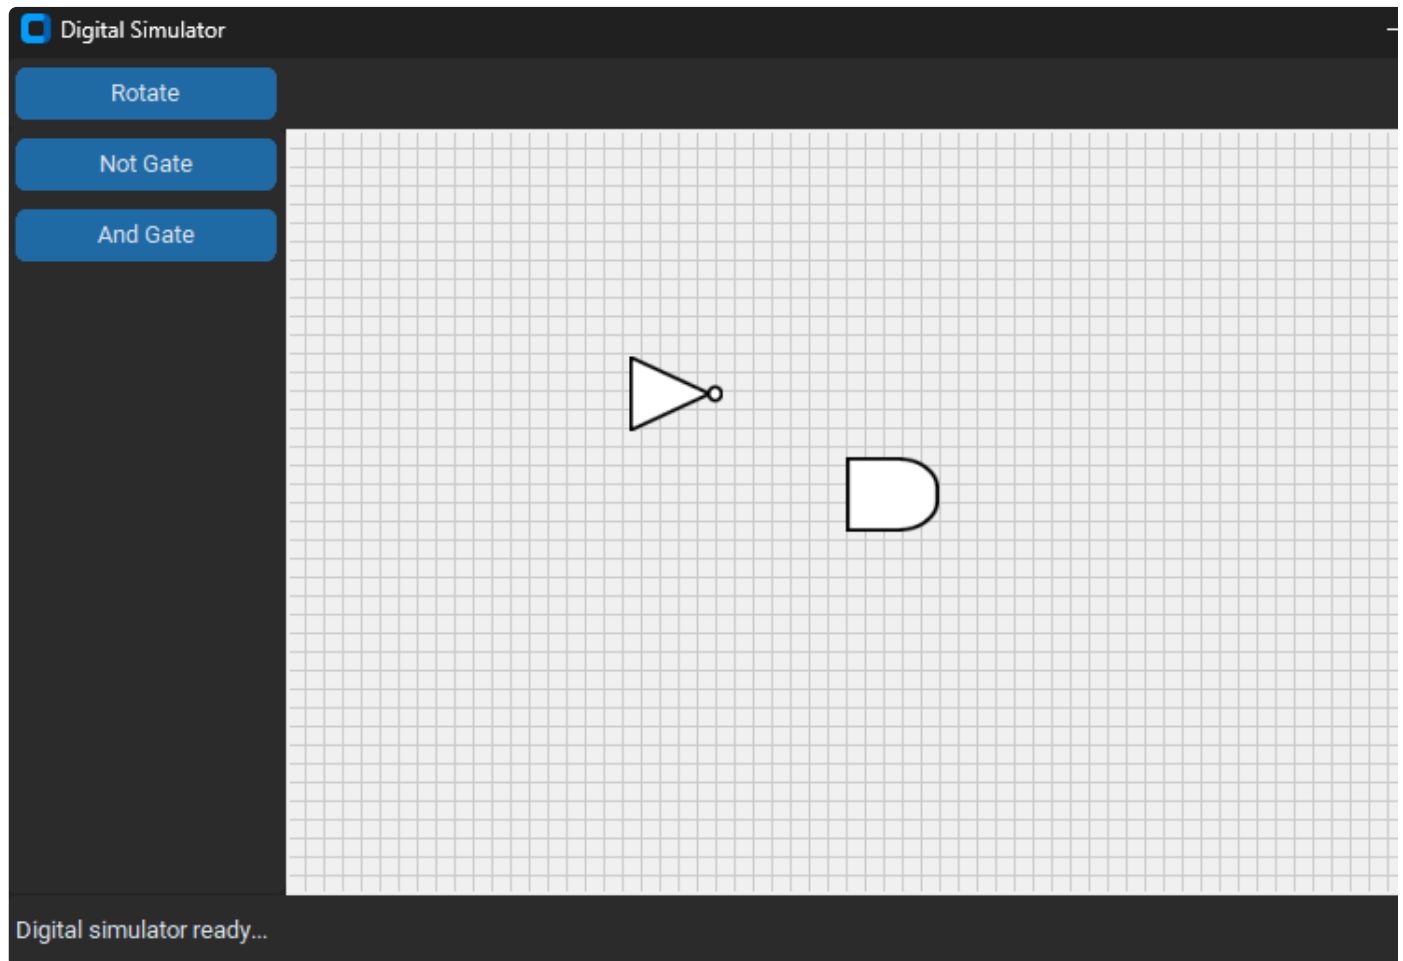 Digital Simulator
Rotate
Not Gate
And Gate
Digital simulator ready...